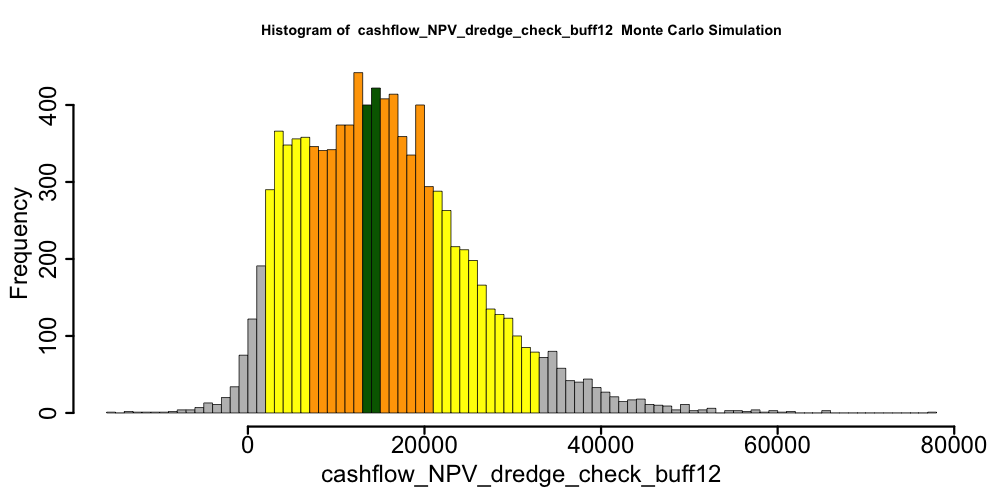 Histogram of cashflow_NPV_dredge_check_buff12 Monte Carlo Simulation
Frequency
400
300
200
100
0
0 20000 40000 60000 80000
cashflow_NPV_dredge_check_buff12